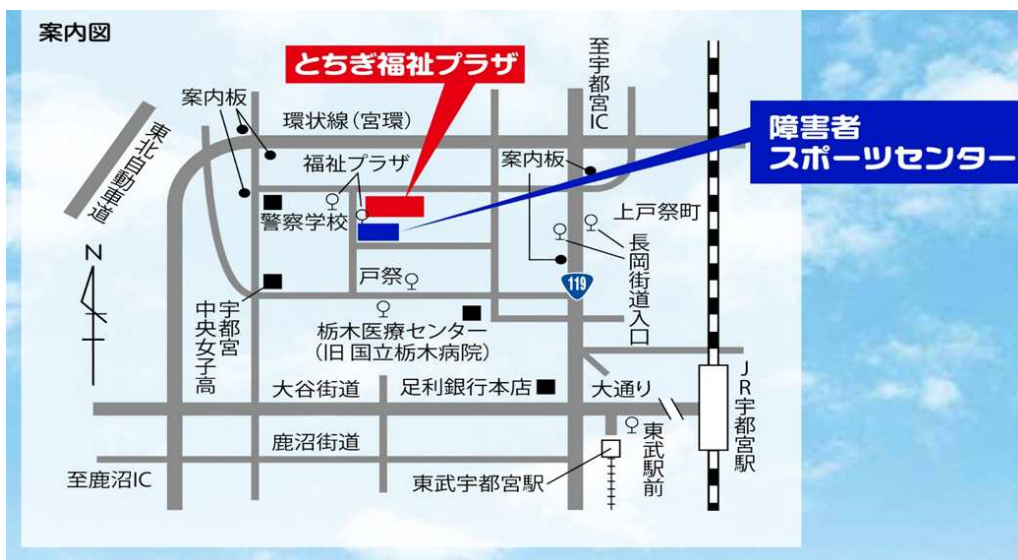 案内図
とちぎ福祉プラザ
至宇都宮IC
障害者
スポーツセンター
案内板
環状線(宮環)
東北自動車道
福祉プラザ
案内板
警察学校
上戸祭町
長岡街道入口
N
戸祭
119
宇都宮
中央女子高
栃木医療センター
(旧 国立栃木病院)
大谷街道
足利銀行本店
大通り
JR宇都宮駅
鹿沼街道
東武駅前
至鹿沼IC
東武宇都宮駅